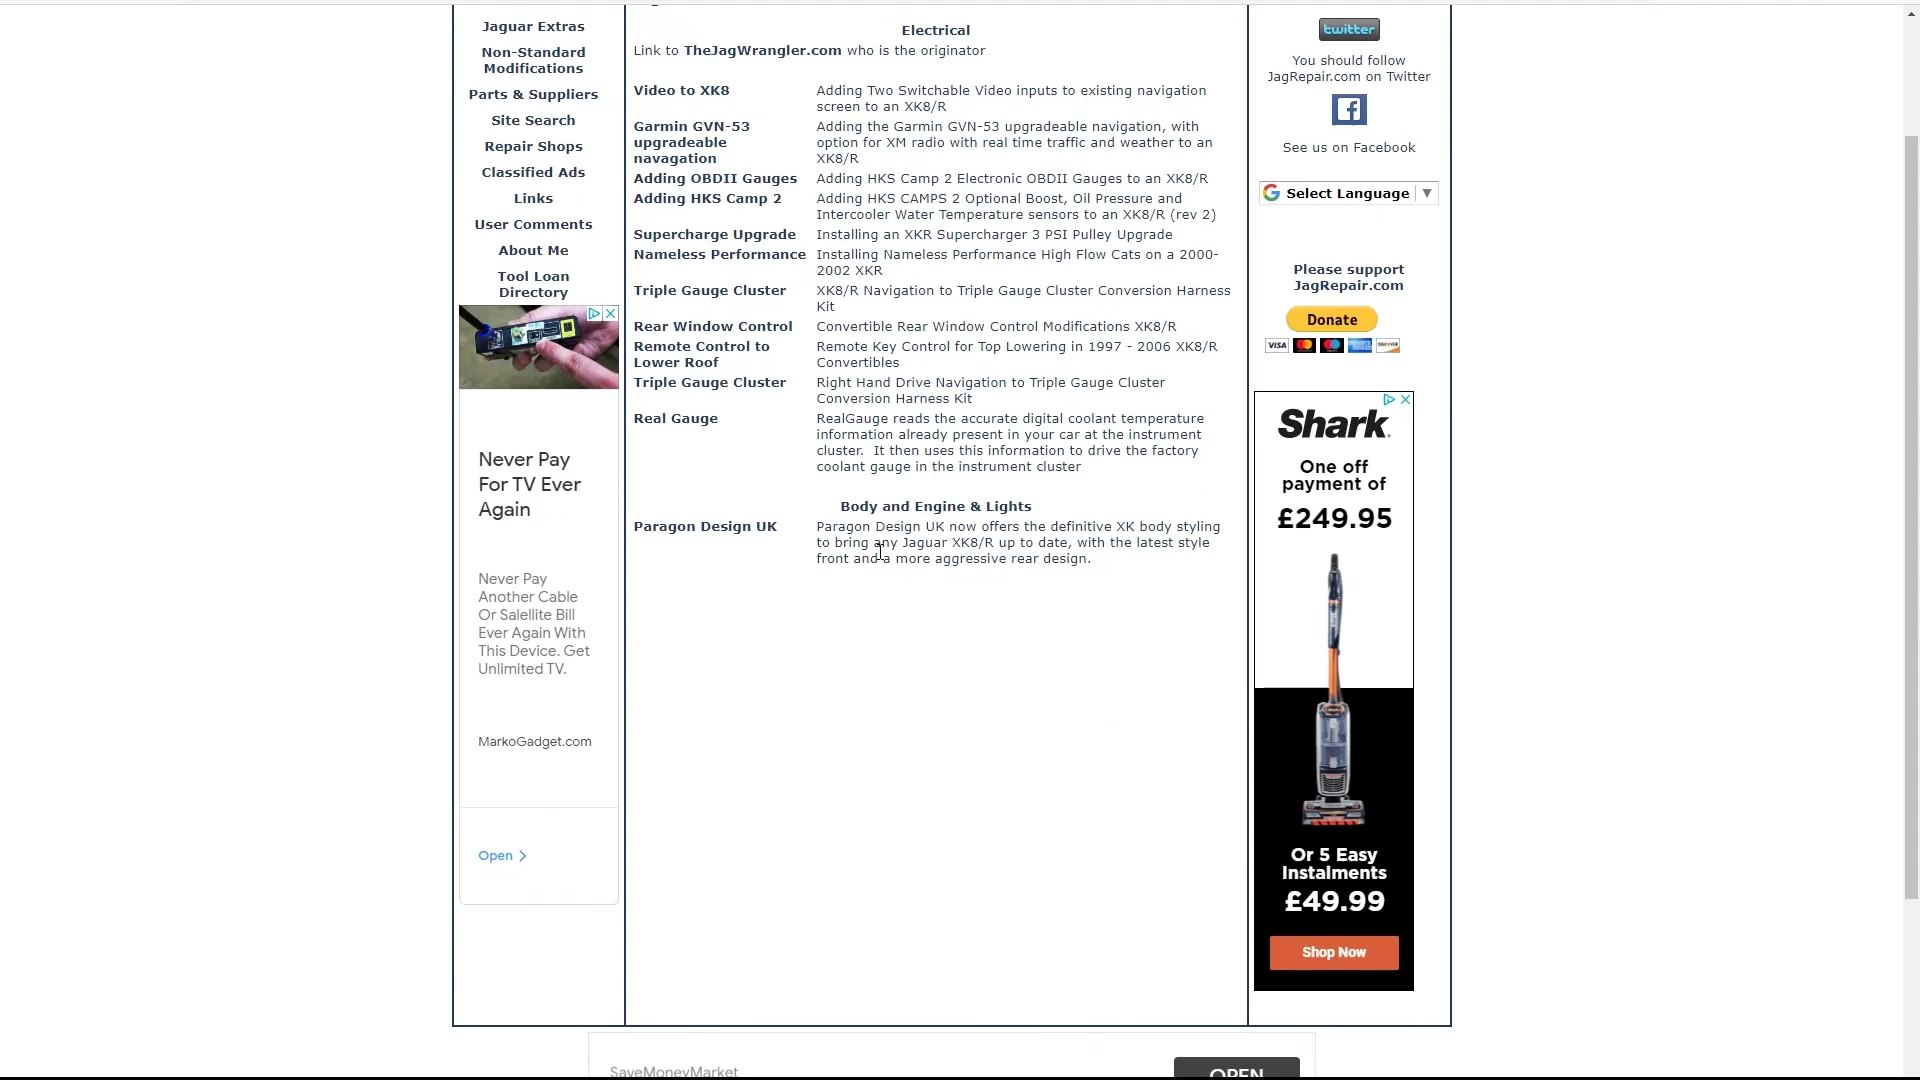 Jaguar Extras
Non-Standard
Modifications
Parts & Suppliers
Site Search
Repair Shops
Classified Ads
Links
User Comments
About Me
Tool Loan
Directory
Never Pay
For TV Ever
Again
Never Pay
Another Cable
Or Salellite Bill
Ever Again With
This Device. Get
Unlimited TV.
MarkoGadget.com
Open
Electrical
Link to TheJagWrangler.com who is the originator
Video to XK8
Adding Two Switchable Video inputs to existing navigation
screen to an XK8/R
Garmin GVN-53
upgradeable
navagation
Adding the Garmin GVN-53 upgradeable navigation, with
option for XM radio with real time traffic and weather to an
XK8/R
Adding OBDII Gauges
Adding HKS Camp 2 Electronic OBDII Gauges to an XK8/R
Adding HKS Camp 2
Adding HKS CAMPS 2 Optional Boost, Oil Pressure and
Intercooler Water Temperature sensors to an XK8/R (rev 2)
Supercharge Upgrade
Installing an XKR Supercharger 3 PSI Pulley Upgrade
Nameless Performance
Installing Nameless Performance High Flow Cats on a 2000-
2002 XKR
Triple Gauge Cluster
XK8/R Navigation to Triple Gauge Cluster Conversion Harness
Kit
Rear Window Control
Convertible Rear Window Control Modifications XK8/R
Remote Control to
Lower Roof
Remote Key Control for Top Lowering in 1997 - 2006 XK8/R
Convertibles
Triple Gauge Cluster
Right Hand Drive Navigation to Triple Gauge Cluster
Conversion Harness Kit
Real Gauge
RealGauge reads the accurate digital coolant temperature
information already present in your car at the instrument
cluster. It then uses this information to drive the factory
coolant gauge in the instrument cluster
Body and Engine & Lights
Paragon Design UK
Paragon Design UK now offers the definitive XK body styling
to bring any Jaguar XK8/R up to date, with the latest style
front and a more aggressive rear design.
twitter
You should follow
JagRepair.com on Twitter
See us on Facebook
Select Language
Please support
JagRepair.com
Donate
VISA
DISCOVER
Shark
One off
payment of
£249.95
Or 5 Easy
Instalments
£49.99
Shop Now
SaveMoneyMarket
OPEN